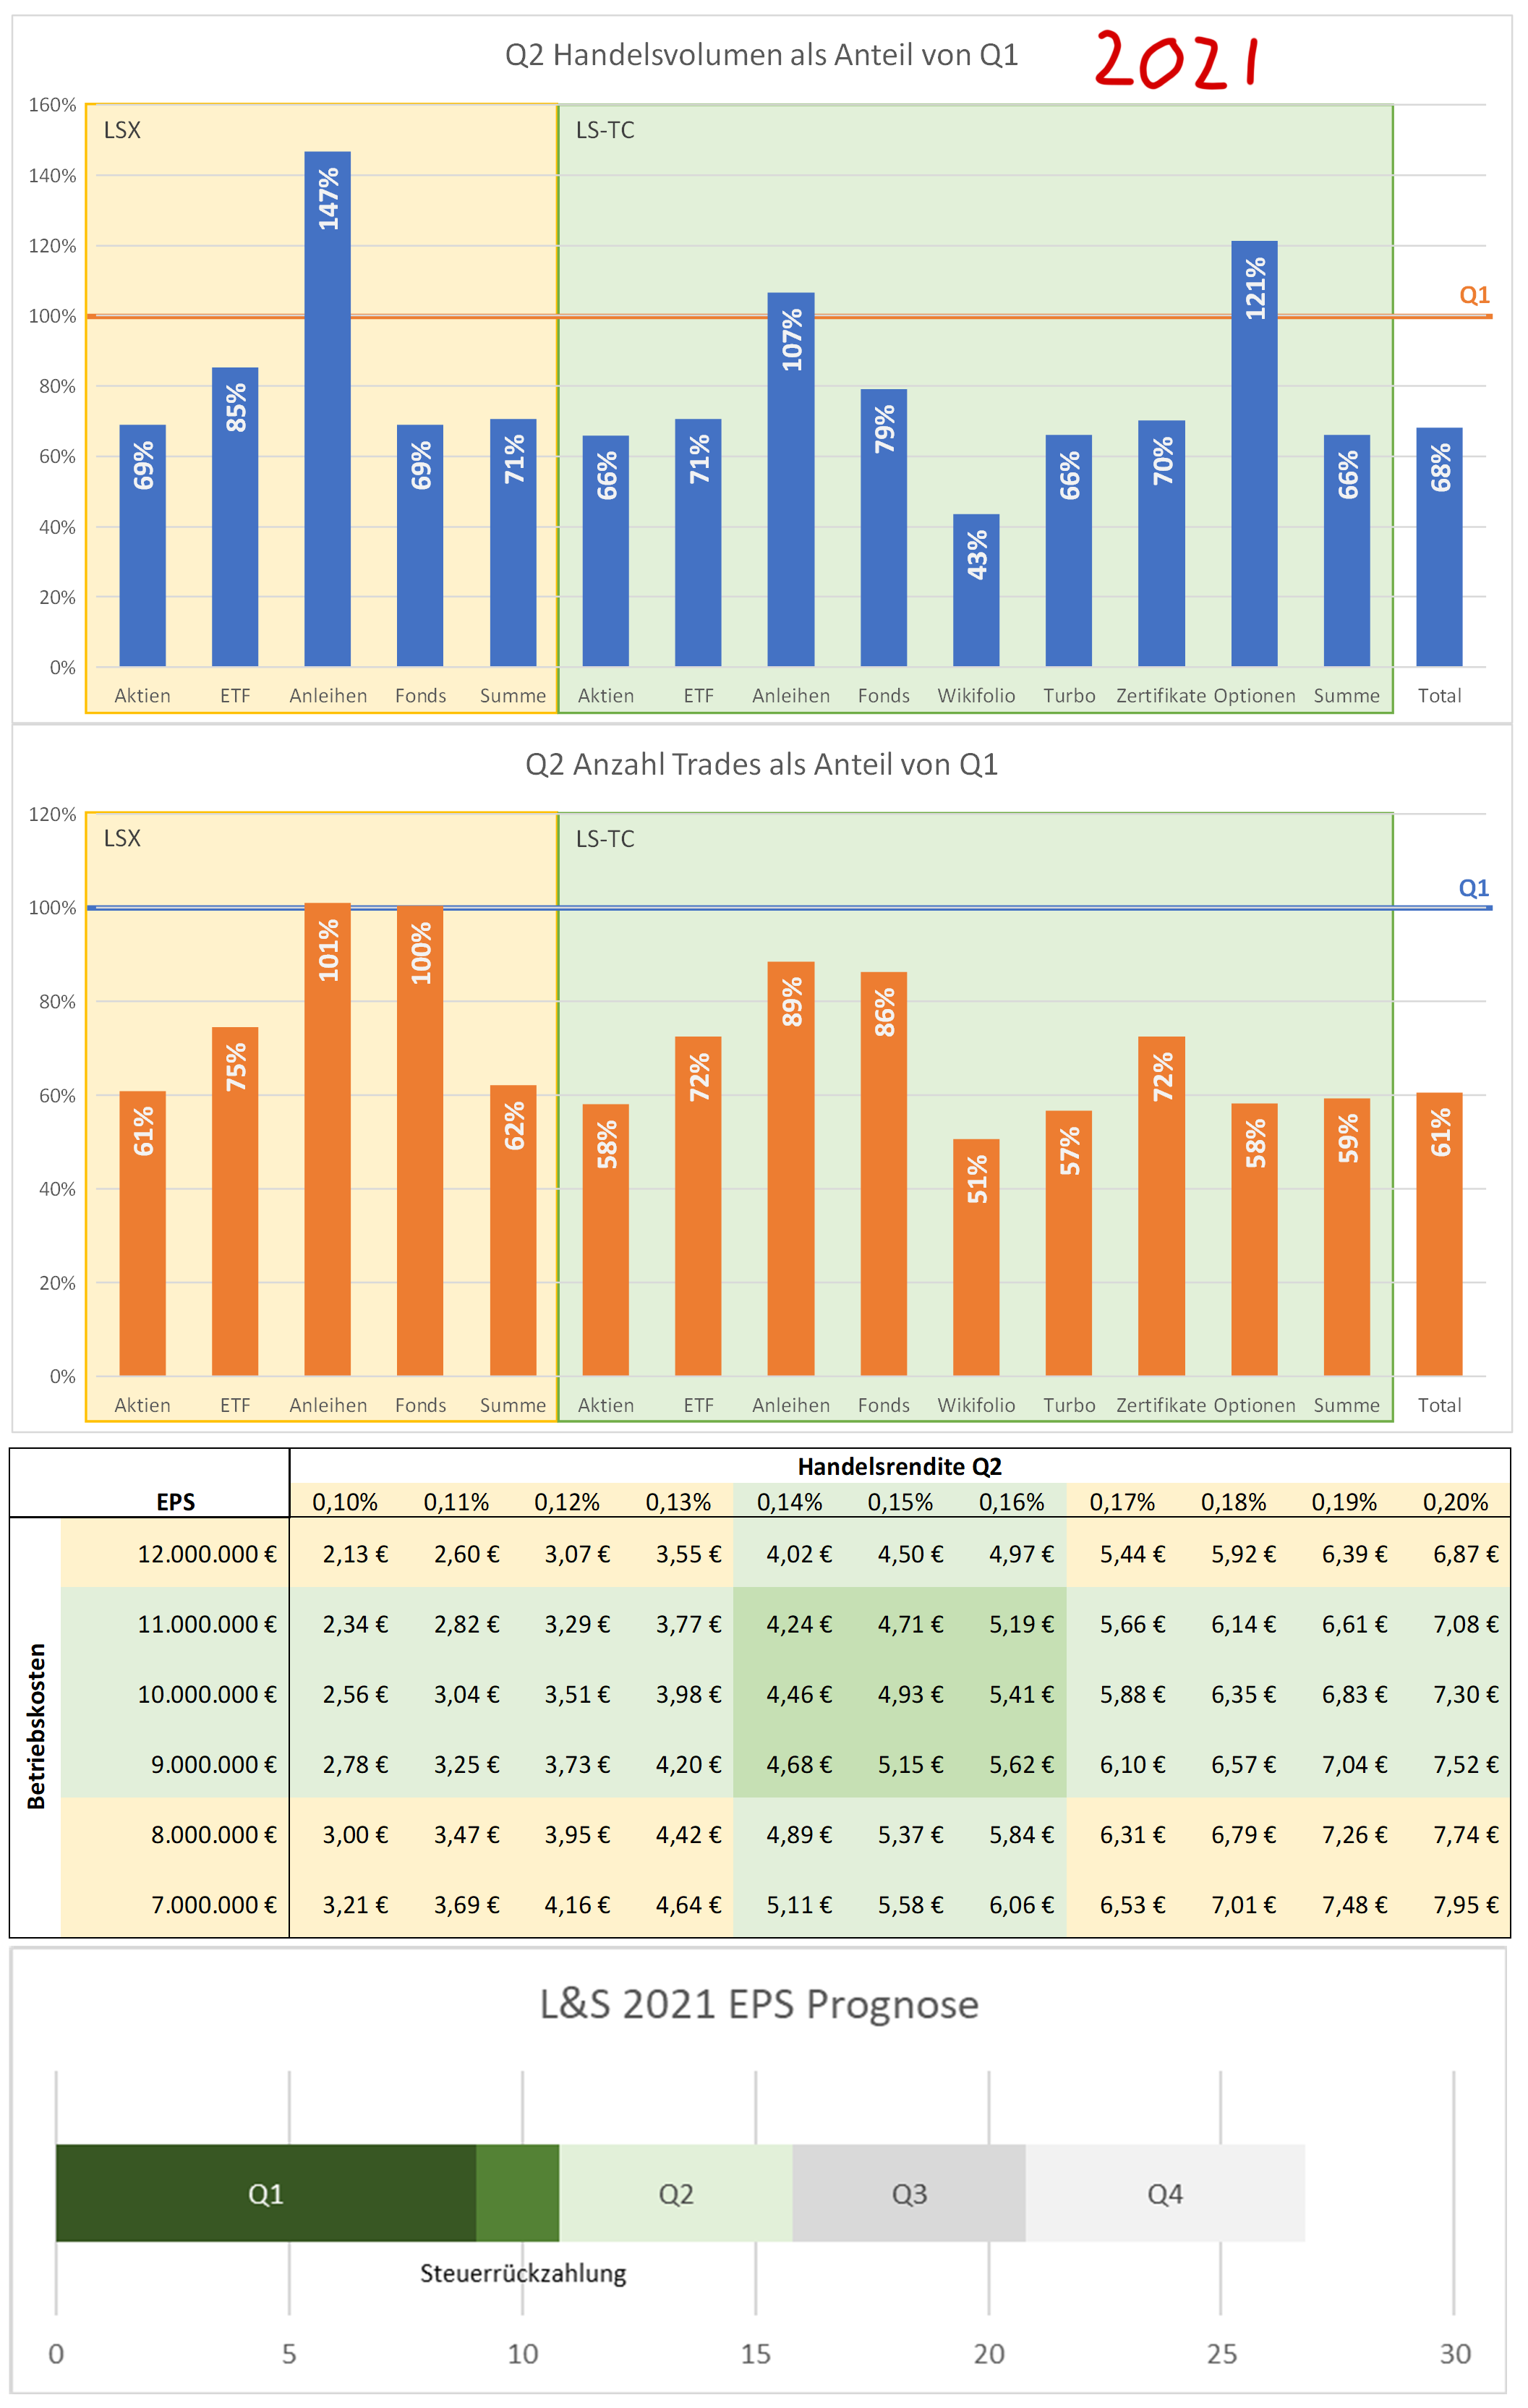 Q2 Handelsvolumen als Anteil von Q1
2021
160%
LSX
LS-TC
140%
120%
100%
80%
60%
40%
20%
0%
Q1
69%
85%
147%
69%
71%
66%
71%
107%
79%
43%
66%
70%
121%
66%
68%
Aktien ETF Anleihen Fonds Summe Aktien ETF Anleihen Fonds Wikifolio Turbo Zertifikate Optionen Summe Total
Q2 Anzahl Trades als Anteil von Q1
120%
LSX
LS-TC
100%
80%
60%
40%
20%
0%
Q1
61%
75%
101%
100%
62%
58%
72%
89%
86%
51%
57%
72%
58%
59%
61%
Aktien ETF Anleihen Fonds Summe Aktien ETF Anleihen Fonds Wikifolio Turbo Zertifikate Optionen Summe Total
Handelsrendite Q2
EPS 0,10% 0,11% 0,12% 0,13% 0,14% 0,15% 0,16% 0,17% 0,18% 0,19% 0,20%
Betriebskosten
12.000.000 € 2,13 € 2,60 € 3,07 € 3,55 € 4,02 € 4,50 € 4,97 € 5,44 € 5,92 € 6,39 € 6,87 €
11.000.000 € 2,34 € 2,82 € 3,29 € 3,77 € 4,24 € 4,71 € 5,19 € 5,66 € 6,14 € 6,61 € 7,08 €
10.000.000 € 2,56 € 3,04 € 3,51 € 3,98 € 4,46 € 4,93 € 5,41 € 5,88 € 6,35 € 6,83 € 7,30 €
9.000.000 € 2,78 € 3,25 € 3,73 € 4,20 € 4,68 € 5,15 € 5,62 € 6,10 € 6,57 € 7,04 € 7,52 €
8.000.000 € 3,00 € 3,47 € 3,95 € 4,42 € 4,89 € 5,37 € 5,84 € 6,31 € 6,79 € 7,26 € 7,74 €
7.000.000 € 3,21 € 3,69 € 4,16 € 4,64 € 5,11 € 5,58 € 6,06 € 6,53 € 7,01 € 7,48 € 7,95 €
L&S 2021 EPS Prognose
Q1 Q2 Q3 Q4
Steuerrückzahlung
0 5 10 15 20 25 30